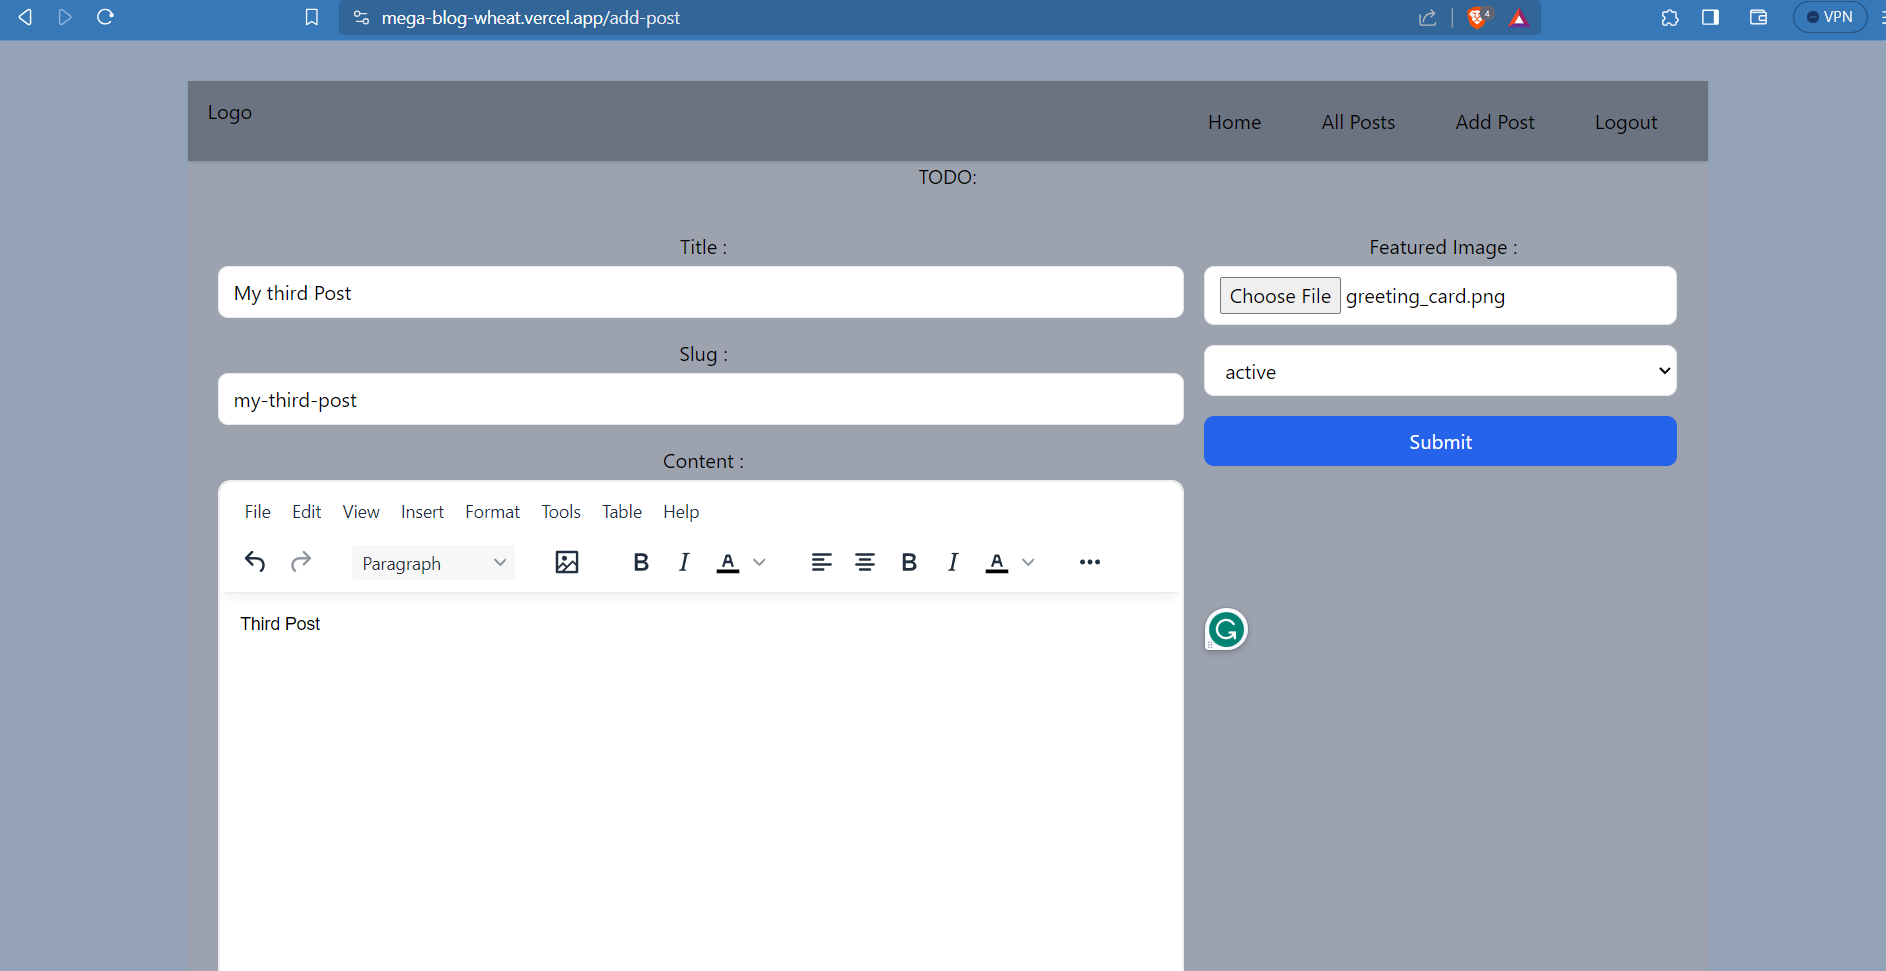 mega-blog-wheat.vercel.app/add-post
4
VPN
Logo
Home All Posts Add Post Logout
TODO:
Title :
My third Post
Slug :
my-third-post
Content :
File Edit View Insert Format Tools Table Help
Paragraph B I A B I A
Third Post
Featured Image :
Choose File greeting_card.png
active
Submit
G